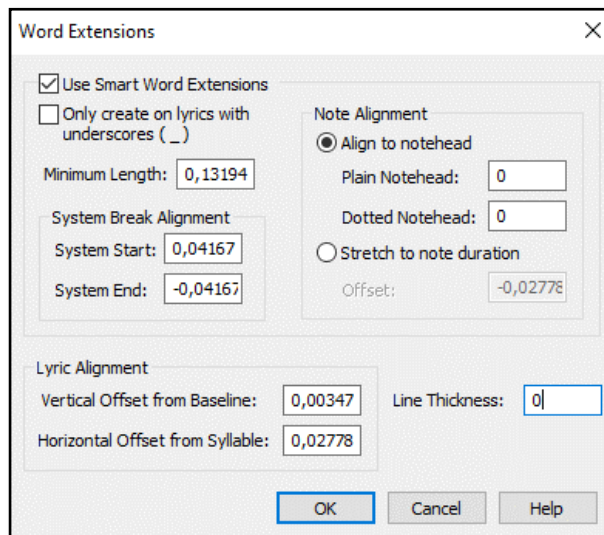 Word Extensions
Use Smart Word Extensions
Only create on lyrics with
underscores ( _ )
Minimum Length: 0,13194
System Break Alignment
System Start: 0,04167
System End: -0,04167
Note Alignment
Align to notehead
Plain Notehead: 0
Dotted Notehead: 0
Stretch to note duration
Offset: -0,02778
Lyric Alignment
Vertical Offset from Baseline: 0,00347
Horizontal Offset from Syllable: 0,02778
Line Thickness: 0
OK Cancel Help